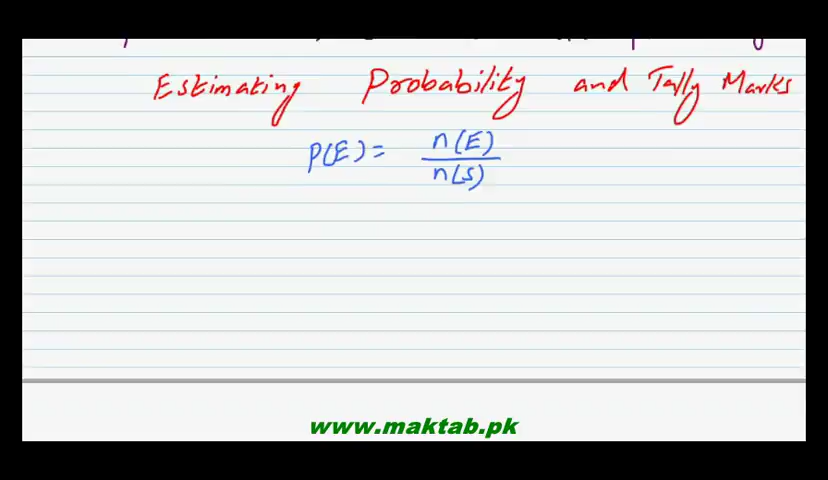 Estimating Probability and Tally Marks
P(E) = n(E) / n(S)
www.maktab.pk